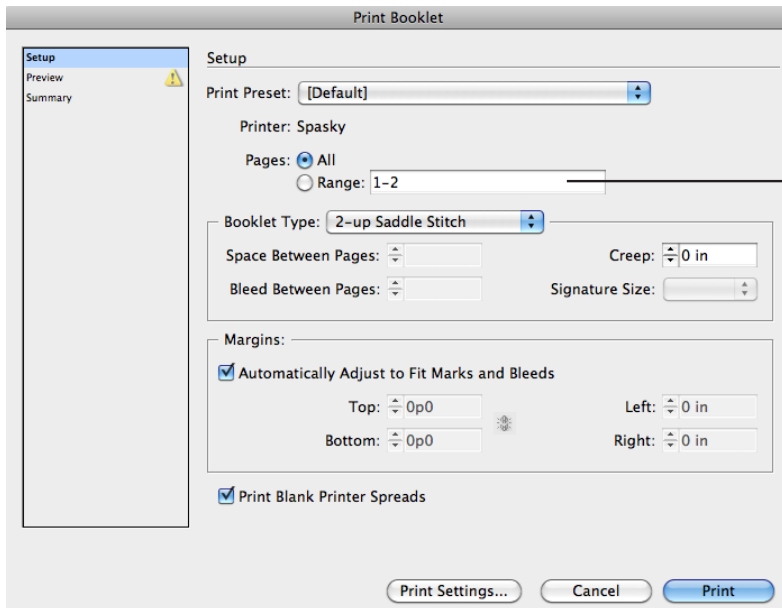 Print Booklet
Setup
Preview
Summary
Setup
Print Preset: [Default]
Printer: Spasky
Pages: All
Range: 1-2
Booklet Type: 2-up Saddle Stitch
Space Between Pages: Creep: 0 in
Bleed Between Pages: Signature Size:
Margins:
Automatically Adjust to Fit Marks and Bleeds
Top: 0p0 Left: 0 in
Bottom: 0p0 Right: 0 in
Print Blank Printer Spreads
Print Settings... Cancel Print